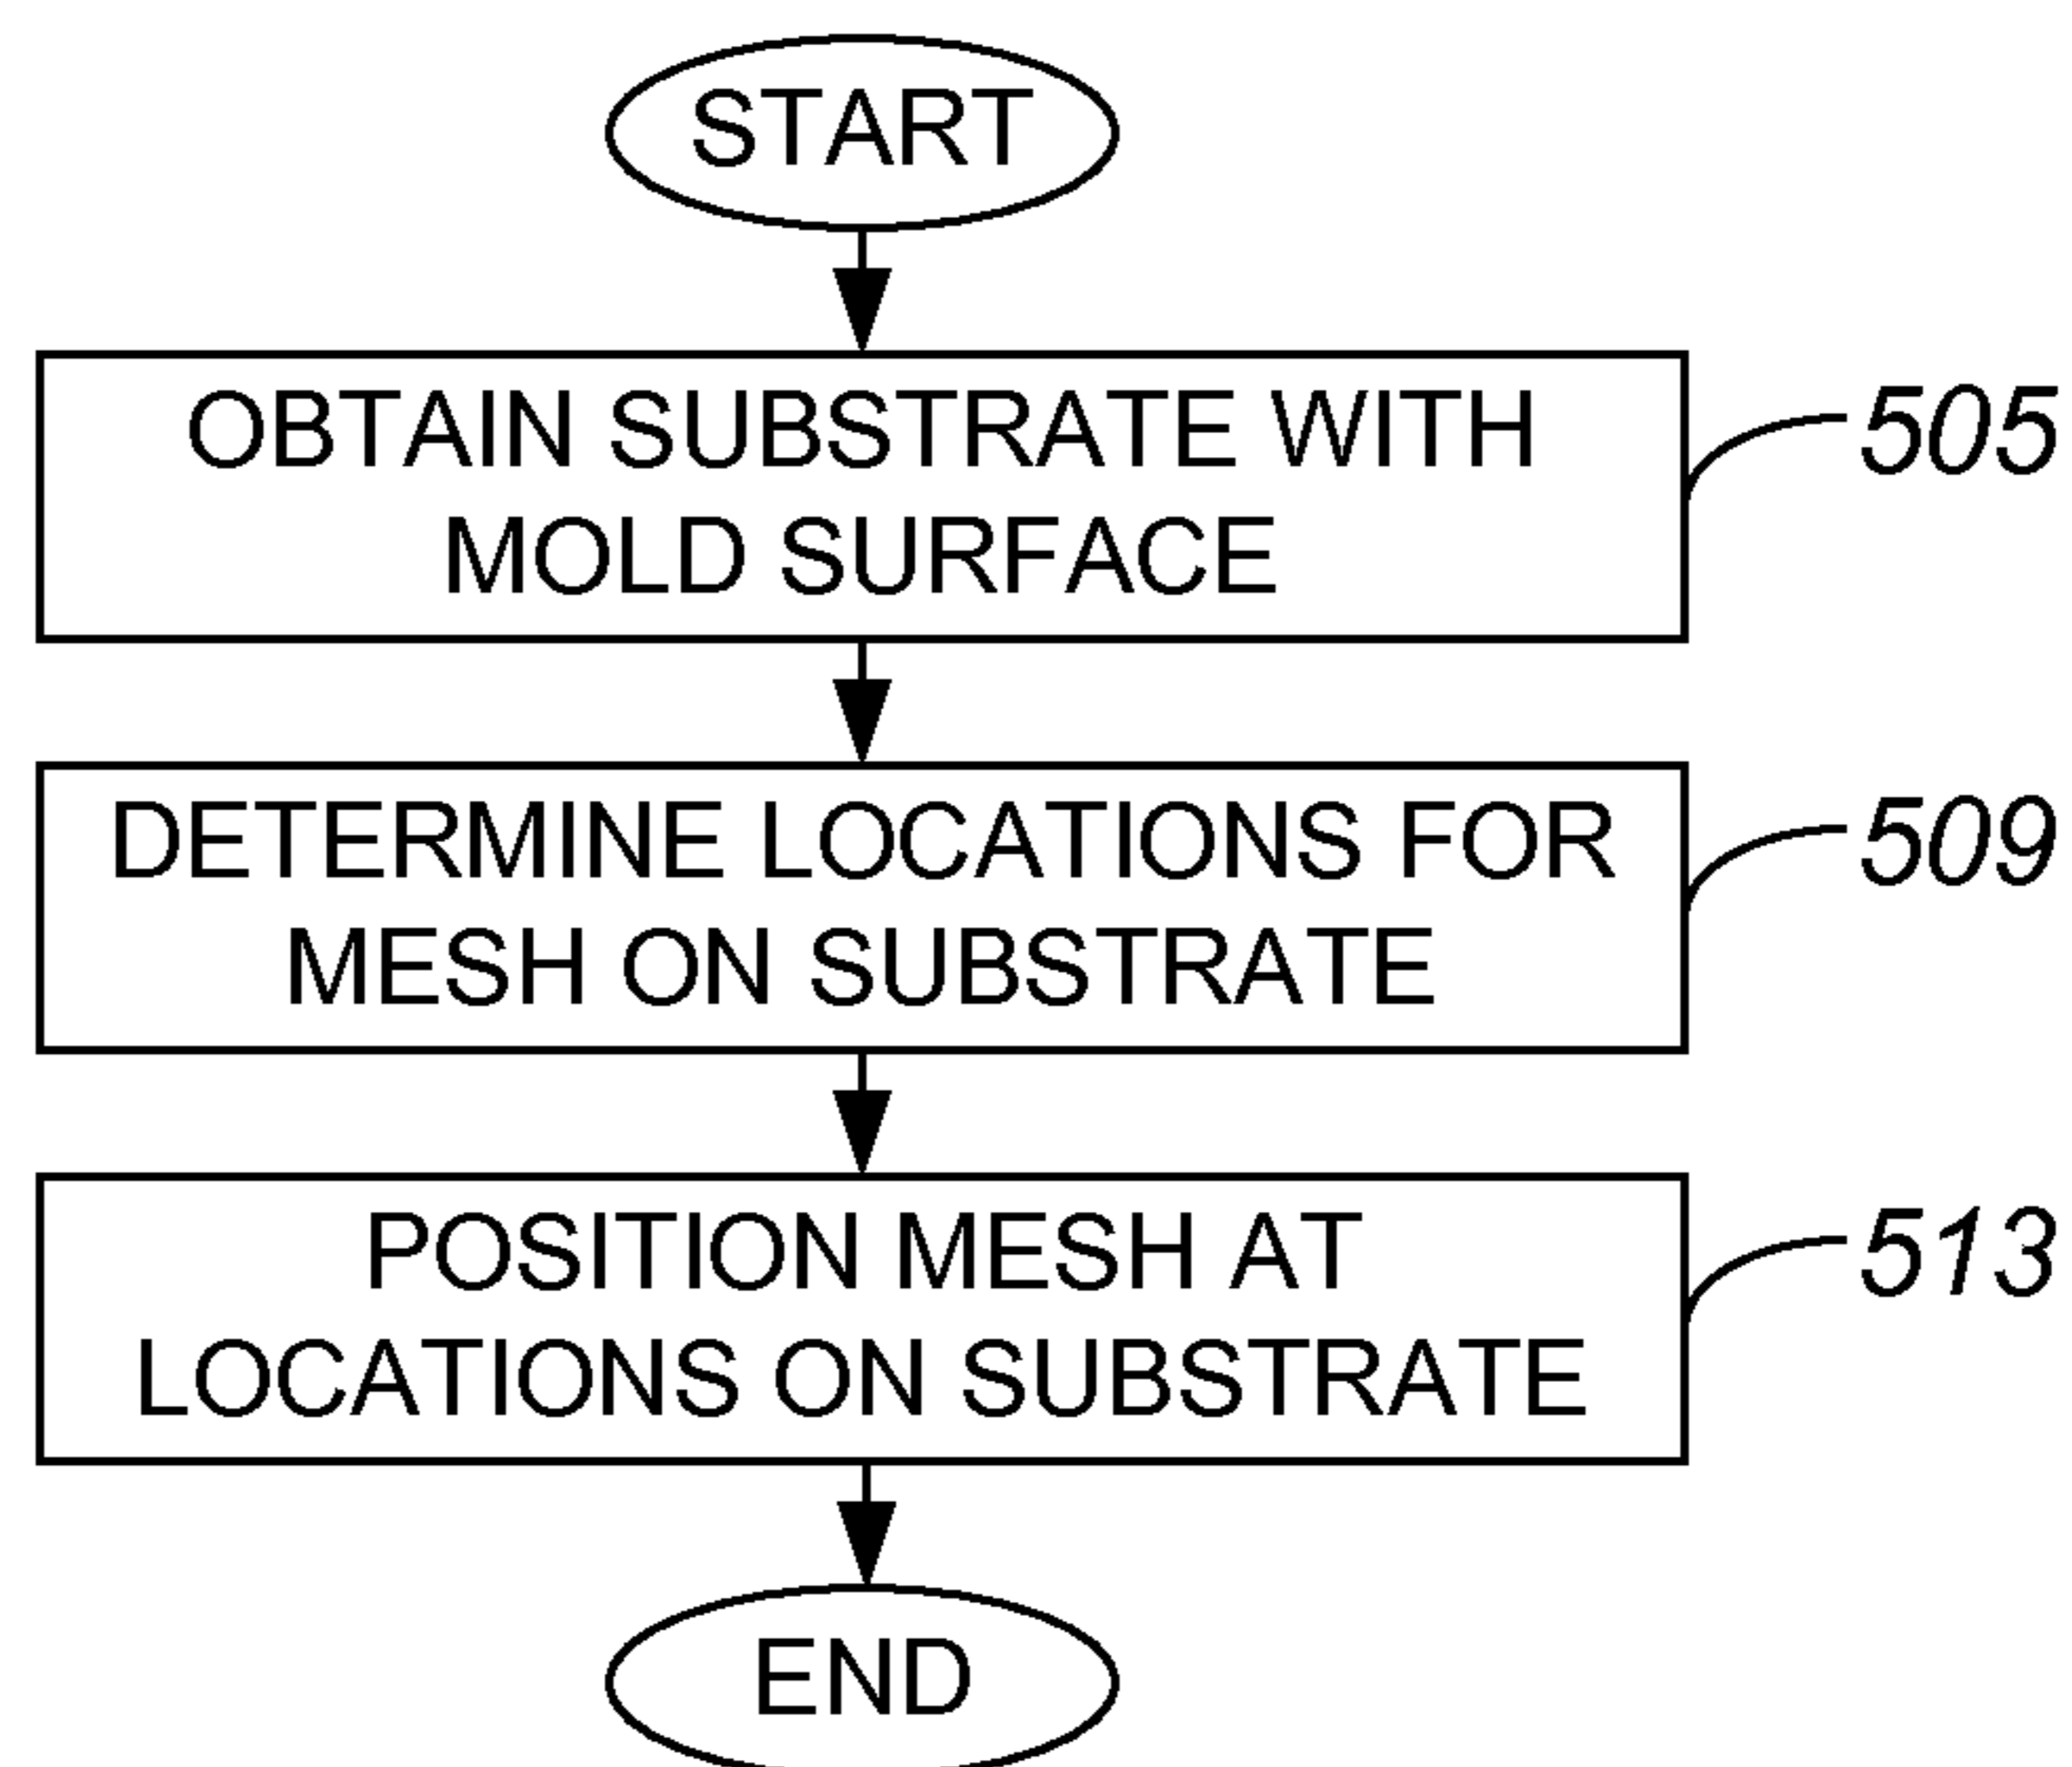 START
OBTAIN SUBSTRATE WITH
MOLD SURFACE
505
DETERMINE LOCATIONS FOR
MESH ON SUBSTRATE
509
POSITION MESH AT
LOCATIONS ON SUBSTRATE
513
END